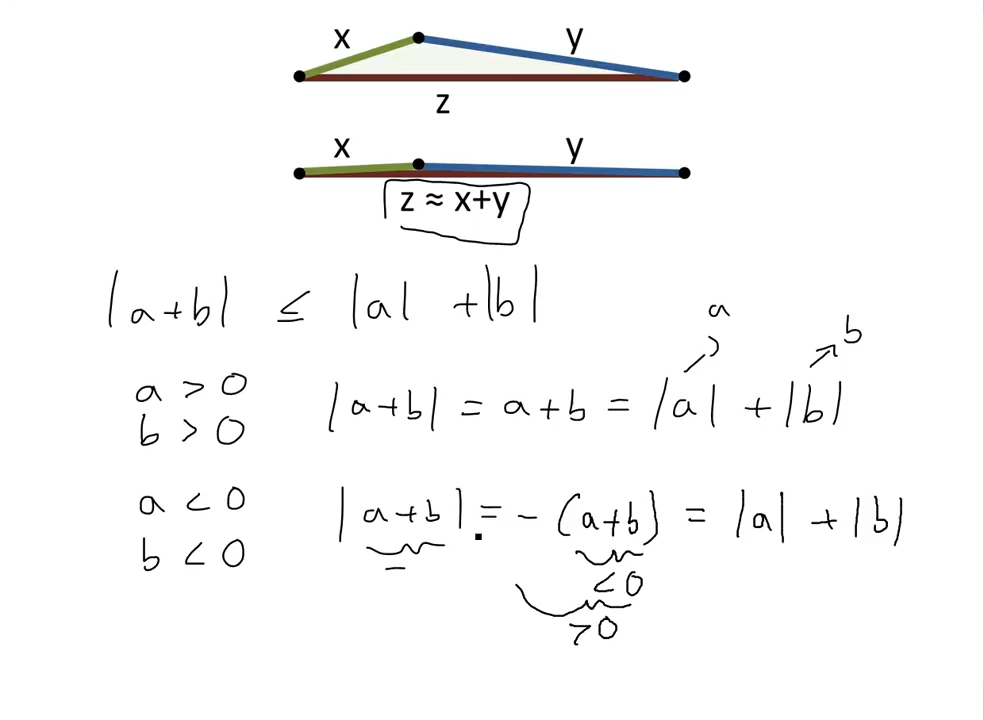 x y
z
x y
z ≈ x+y
|a+b| ≤ |a| + |b|
a b
a > 0
b > 0
|a+b| = a+b = |a| + |b|
a < 0
b < 0
|a+b| = - (a+b) = |a| + |b|
- < 0
> 0